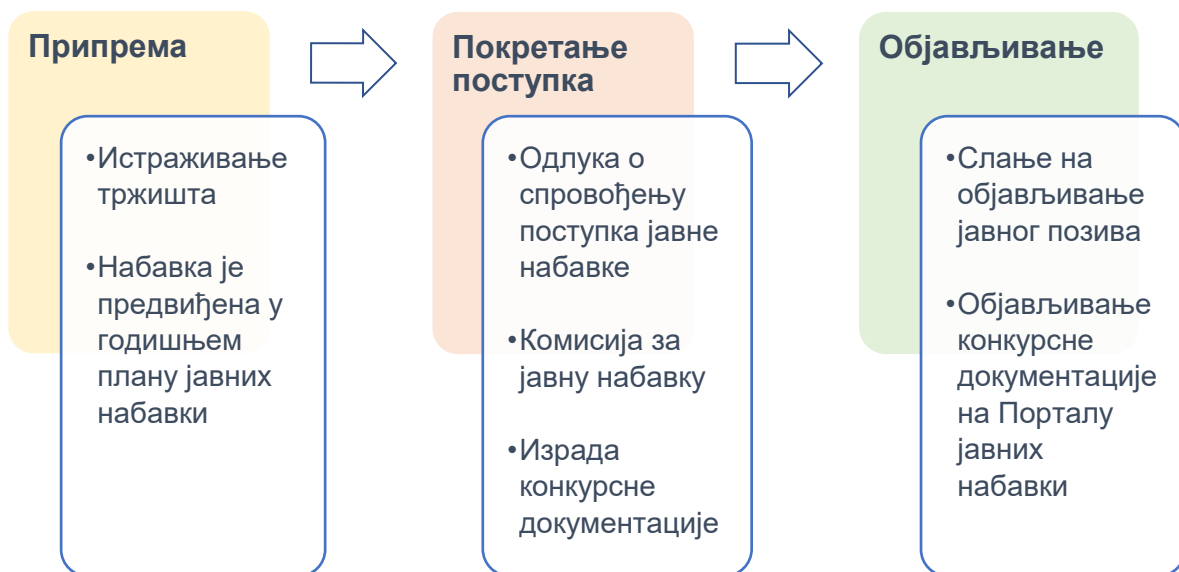 Припрема
•Истраживање
тржишта
•Набавка је
предвиђена у
годишњем
плану јавних
набавки
Покретање
поступка
•Одлука о
спровођењу
поступка јавне
набавке
•Комисија за
јавну набавку
•Израда
конкурсне
документације
Објављивање
•Слање на
објављивање
јавног позива
•Објављивање
конкурсне
документације
на Порталу
јавних
набавки